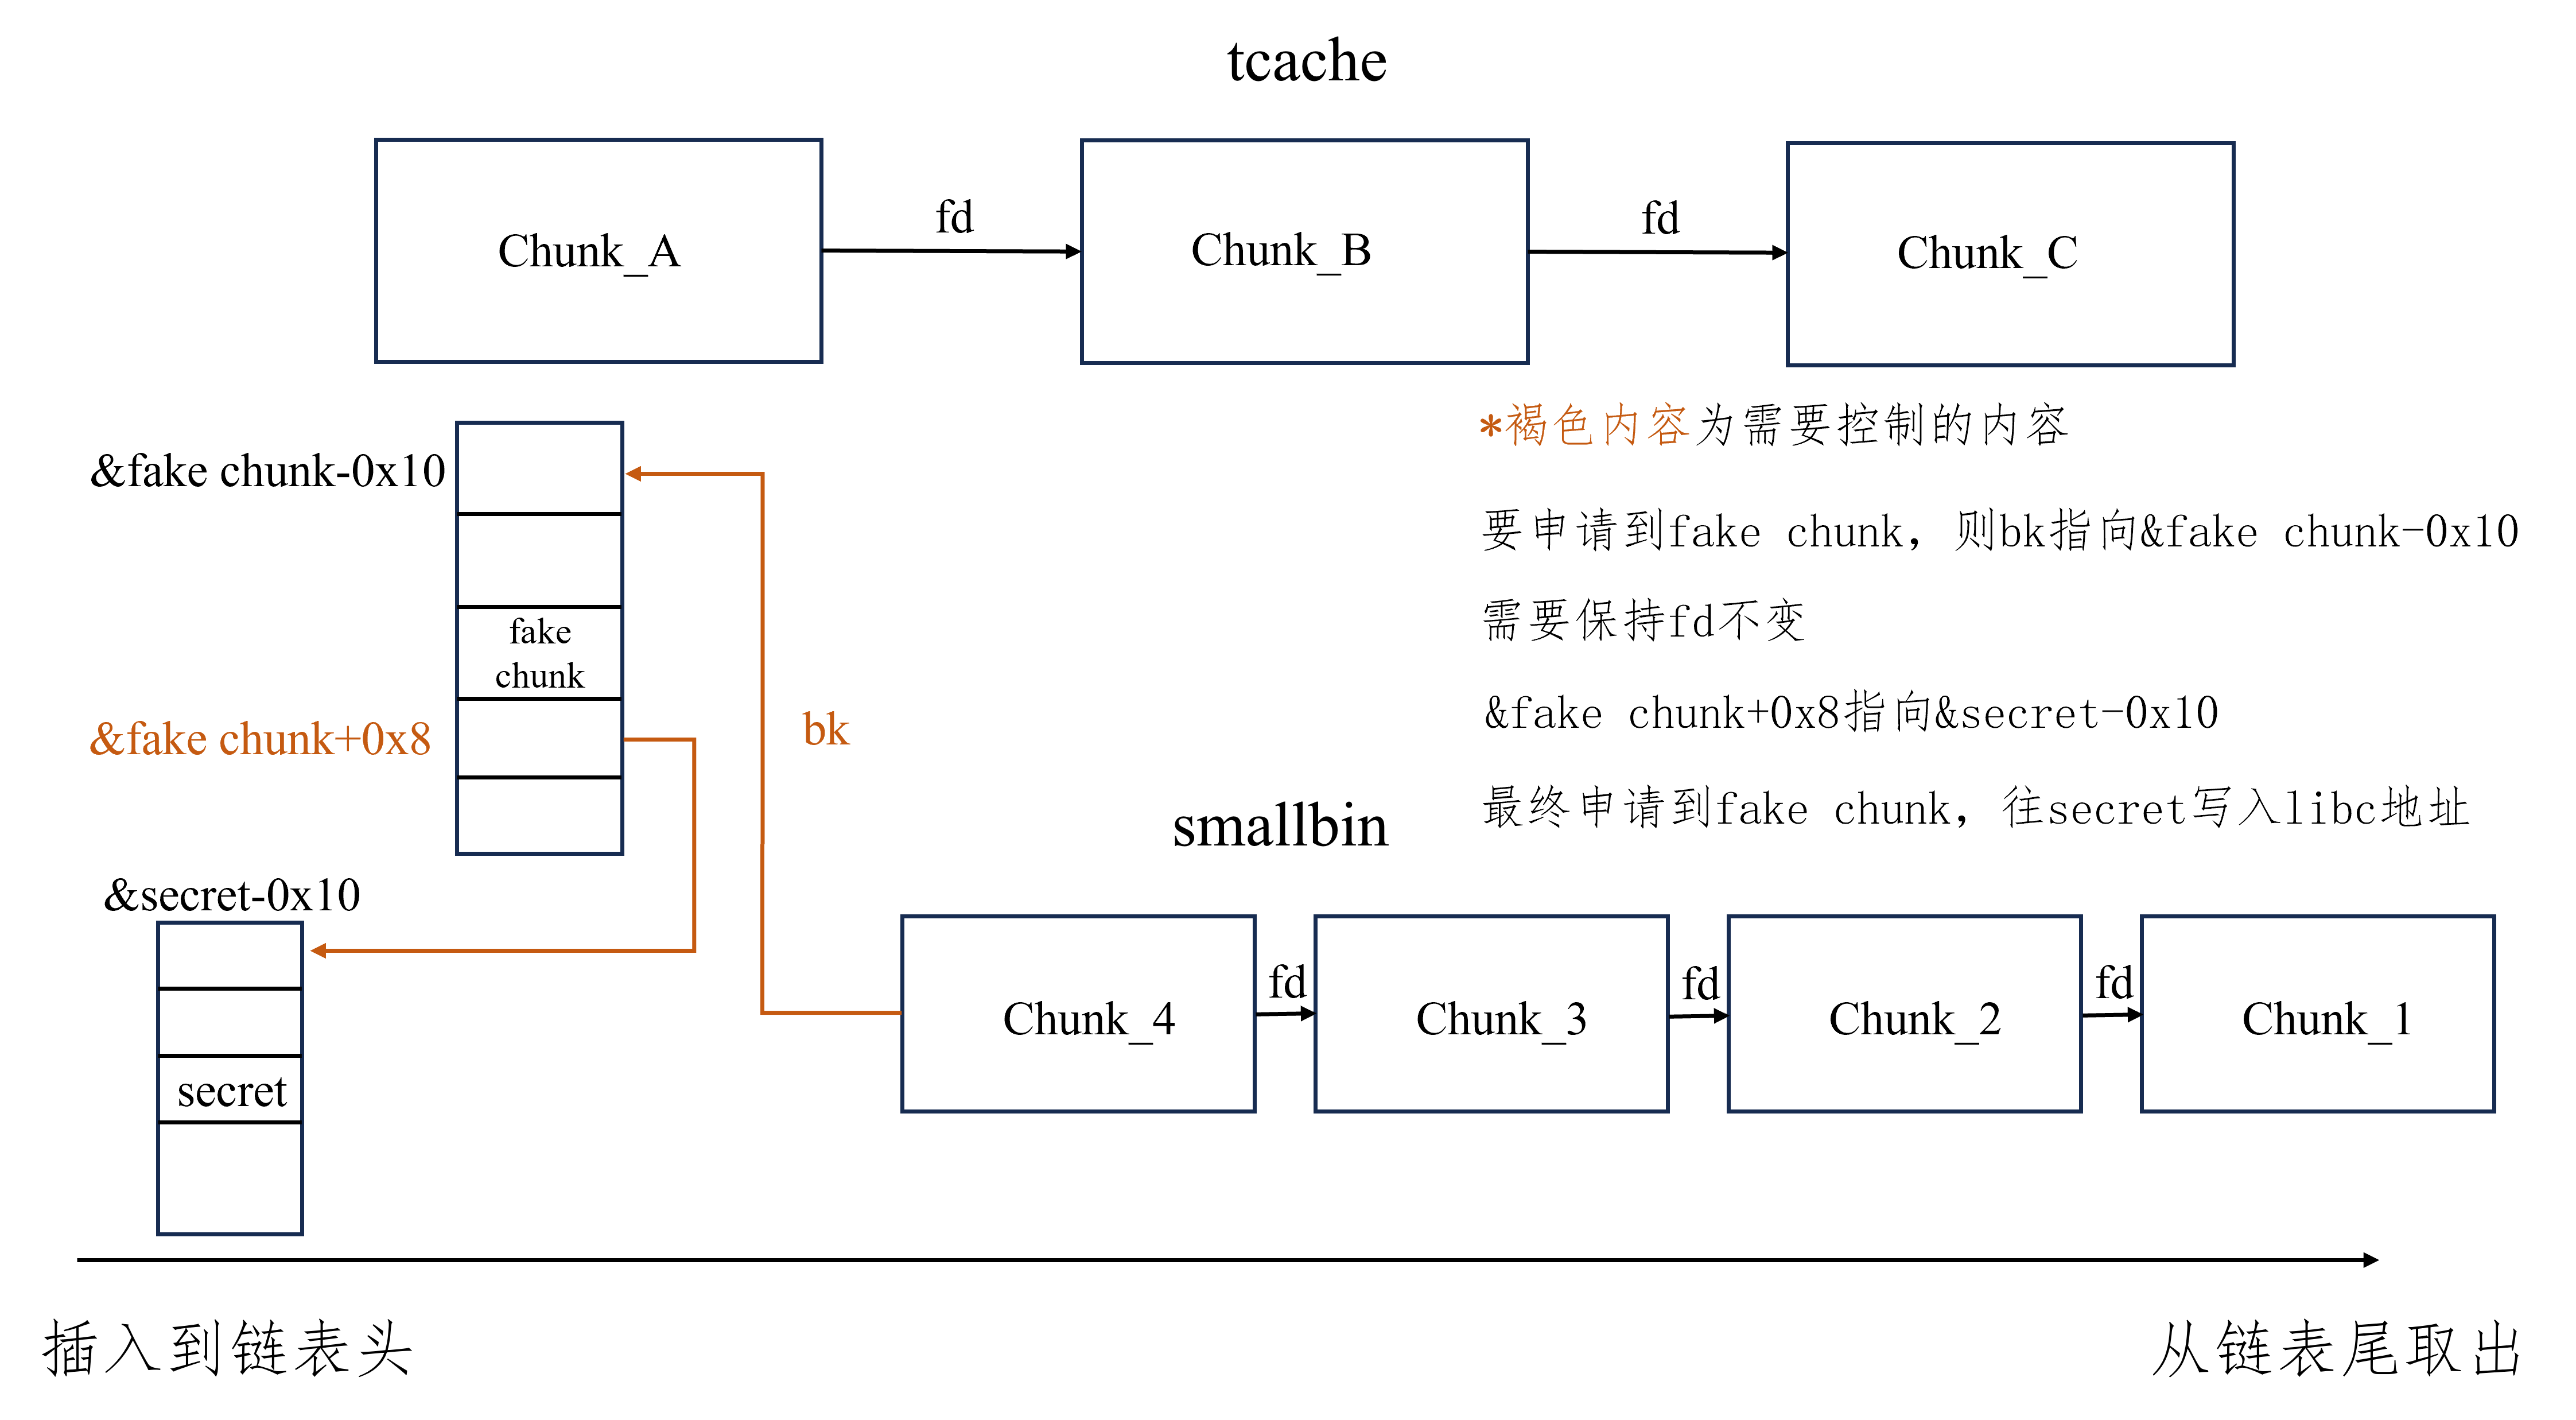 tcache
Chunk_A
fd
Chunk_B
fd
Chunk_C
*褐色内容为需要控制的内容
要申请到fake chunk，则bk指向&fake chunk-0x10
需要保持fd不变
&fake chunk+0x8指向&secret-0x10
最终申请到fake chunk，往secret写入libc地址
&fake chunk-0x10
fake
chunk
&fake chunk+0x8
bk
&secret-0x10
secret
smallbin
Chunk_4
fd
Chunk_3
fd
Chunk_2
fd
Chunk_1
插入到链表头
从链表尾取出